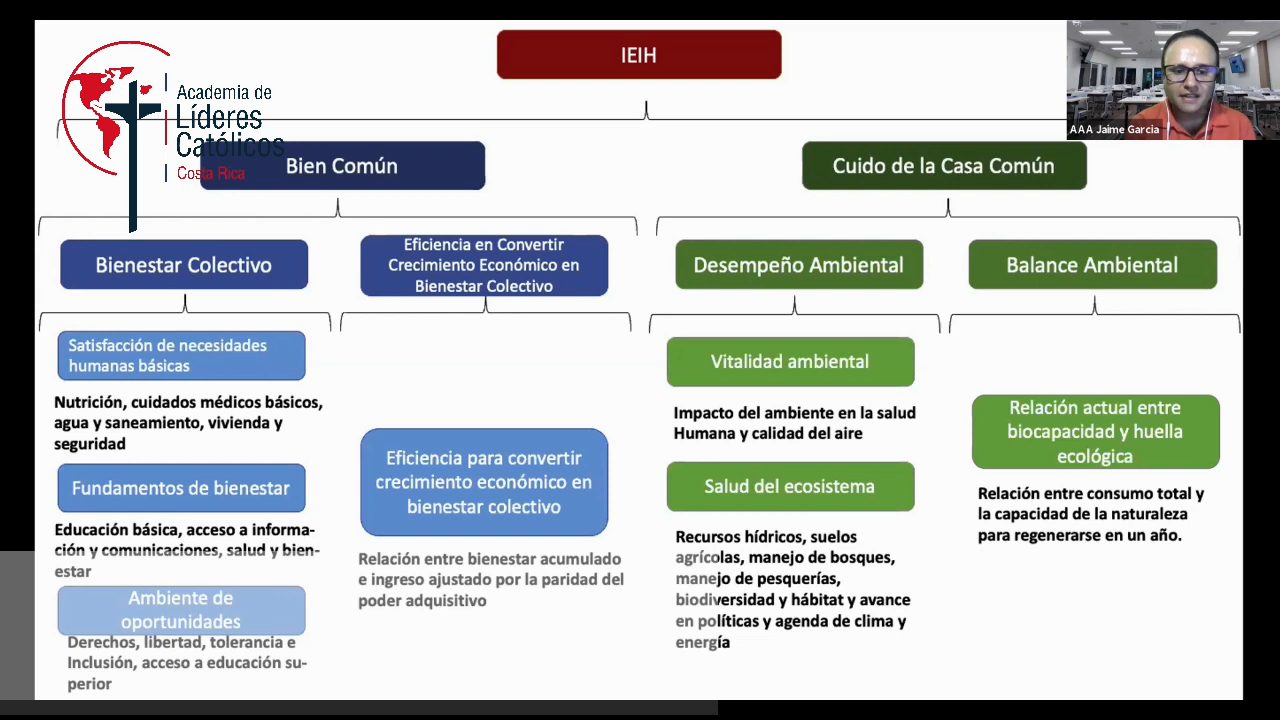 IEIH
Academia de
Líderes
Católicos
Costa Rica
AAA Jaime Garcia
Bien Común
Cuido de la Casa Común
Bienestar Colectivo
Eficiencia en Convertir
Crecimiento Económico en
Bienestar Colectivo
Desempeño Ambiental
Balance Ambiental
Satisfacción de necesidades
humanas básicas
Nutrición, cuidados médicos básicos,
agua y saneamiento, vivienda y
seguridad
Fundamentos de bienestar
Educación básica, acceso a informa-
ción y comunicaciones, salud y bien-
estar
Ambiente de
oportunidades
Derechos, libertad, tolerancia e
Inclusión, acceso a educación su-
perior
Eficiencia para convertir
crecimiento económico en
bienestar colectivo
Relación entre bienestar acumulado
e ingreso ajustado por la paridad del
poder adquisitivo
Vitalidad ambiental
Impacto del ambiente en la salud
Humana y calidad del aire
Salud del ecosistema
Recursos hídricos, suelos
agrícolas, manejo de bosques,
manejo de pesquerías,
biodiversidad y hábitat y avance
en políticas y agenda de clima y
energía
Relación actual entre
biocapacidad y huella
ecológica
Relación entre consumo total y
la capacidad de la naturaleza
para regenerarse en un año.